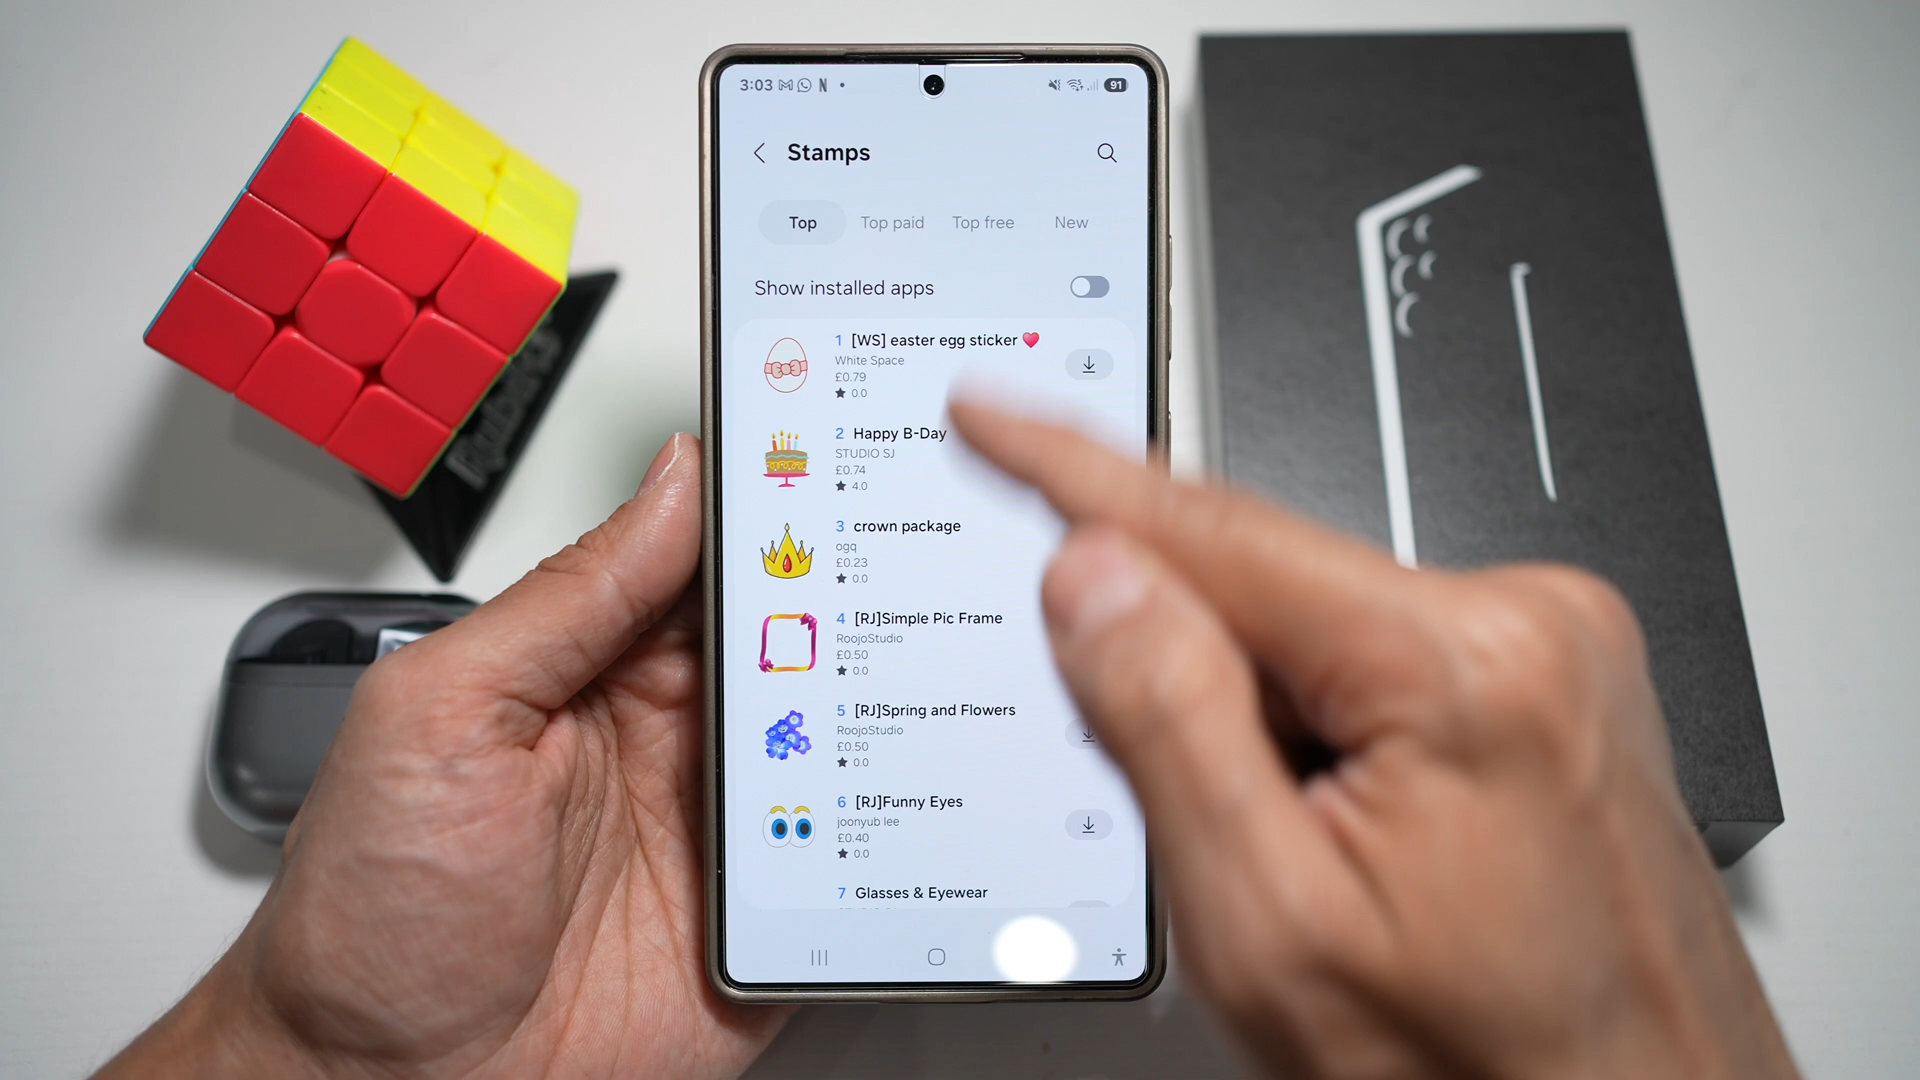 3:03
91
Stamps
Top Top paid Top free New
Show installed apps
1 [WS] easter egg sticker ♥
White Space
£0.79
★ 0.0
2 Happy B-Day
STUDIO SJ
£0.74
★ 4.0
3 crown package
ogq
£0.23
★ 0.0
4 [RJ]Simple Pic Frame
RoojoStudio
£0.50
★ 0.0
5 [RJ]Spring and Flowers
RoojoStudio
£0.50
★ 0.0
6 [RJ]Funny Eyes
joonyub lee
£0.40
★ 0.0
7 Glasses & Eyewear